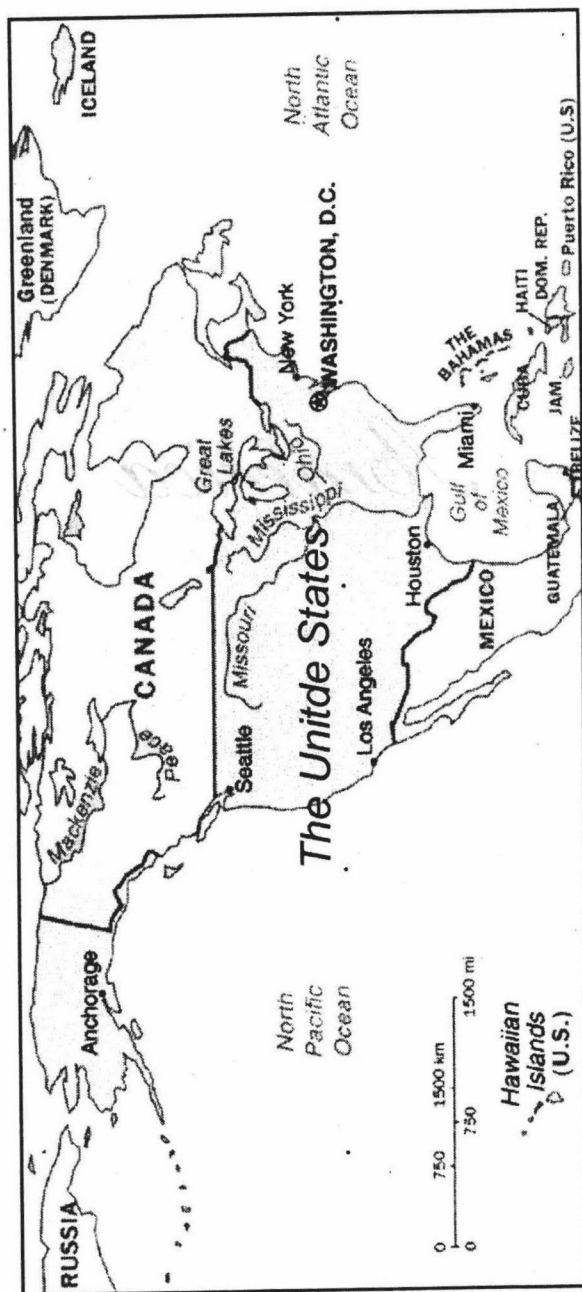 RUSSIA
Greenland
(DENMARK)
ICELAND
Mackenzie
Anchorage
Peace
CANADA
Great
Lakes
Seattle
Missouri
Mississippi
Ohio
New York
WASHINGTON, D.C.
North
Atlantic
Ocean
North
Pacific
Ocean
The Unitde States
Los Angeles
Houston
Miami
Gulf
of
Mexico
THE
BAHAMAS
MEXICO
CUBA
HAITI
DOM. REP.
JAM.
Puerto Rico (U.S)
GUATEMALA
BELIZE
0 750 1500 km
0 750 1500 mi
Hawaiian
Islands
(U.S.)